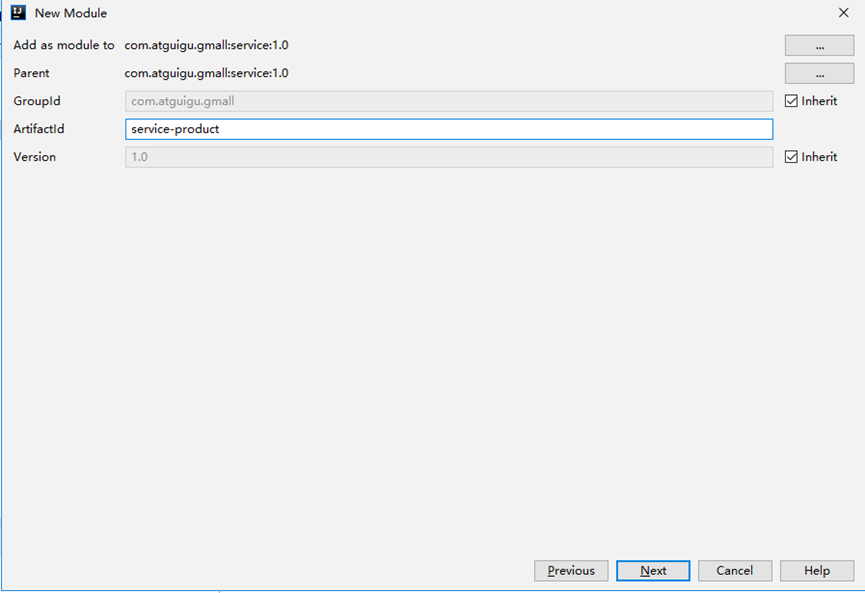 New Module
Add as module to com.atguigu.gmall:service:1.0 ...
Parent com.atguigu.gmall:service:1.0 ...
GroupId com.atguigu.gmall Inherit
ArtifactId service-product
Version 1.0 Inherit
Previous Next Cancel Help